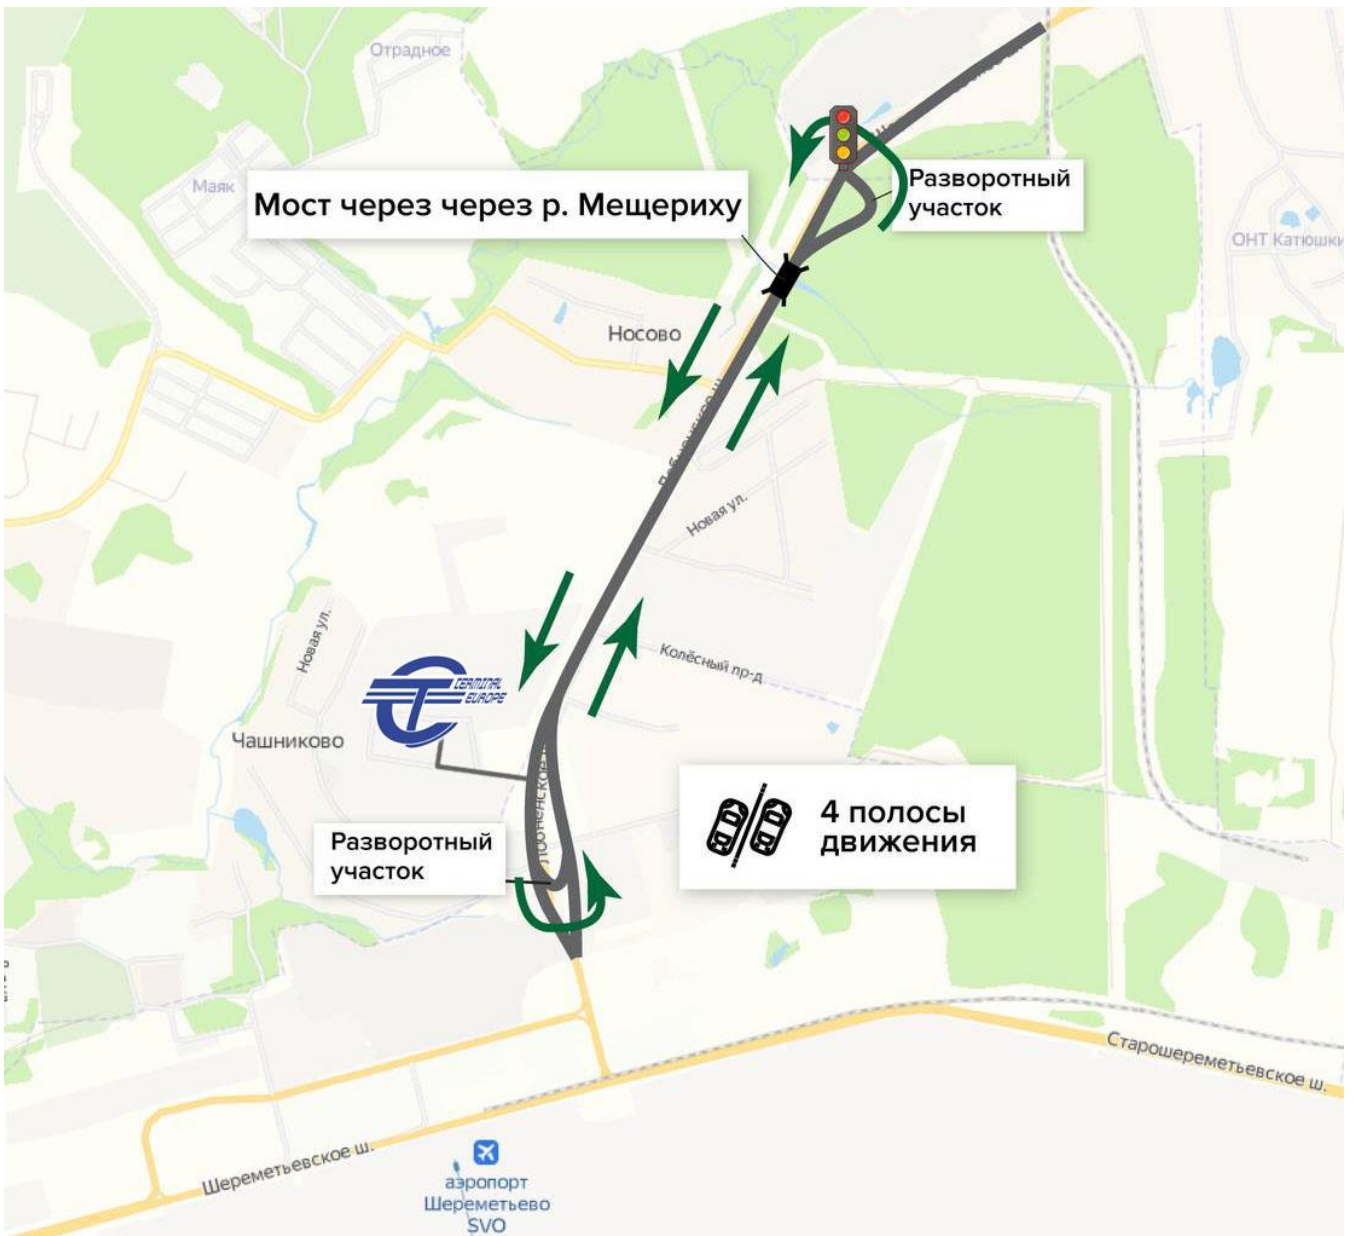 Отрадное
Маяк
Мост через через р. Мещериху
Разворотный
участок
ОНТ Катюшки
Носово
Новая ул.
Новая ул.
Колёсный пр-д
CERMINAL
EUROPE
Чашниково
4 полосы
движения
Разворотный
участок
Старошереметьевское ш.
Шереметьевское ш.
аэропорт
Шереметьево
SVO